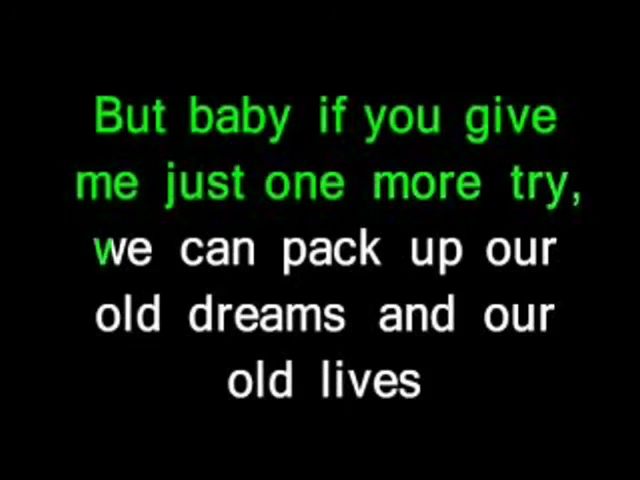 But baby if you give
me just one more try,
we can pack up our
old dreams and our
old lives